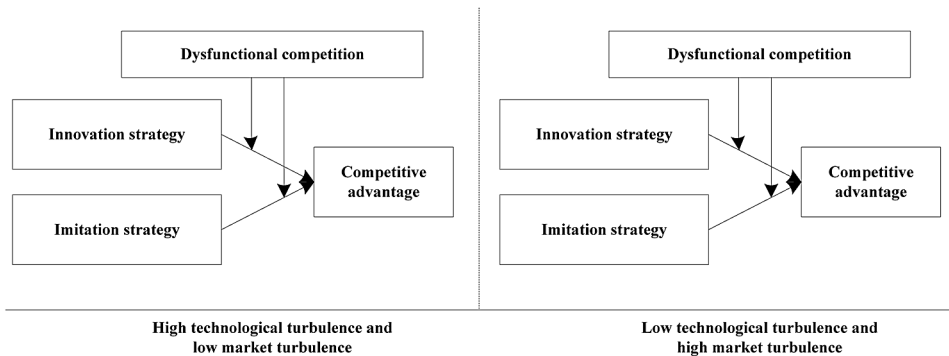 Dysfunctional competition
Innovation strategy
Competitive
advantage
Imitation strategy
High technological turbulence and
low market turbulence
Dysfunctional competition
Innovation strategy
Competitive
advantage
Imitation strategy
Low technological turbulence and
high market turbulence